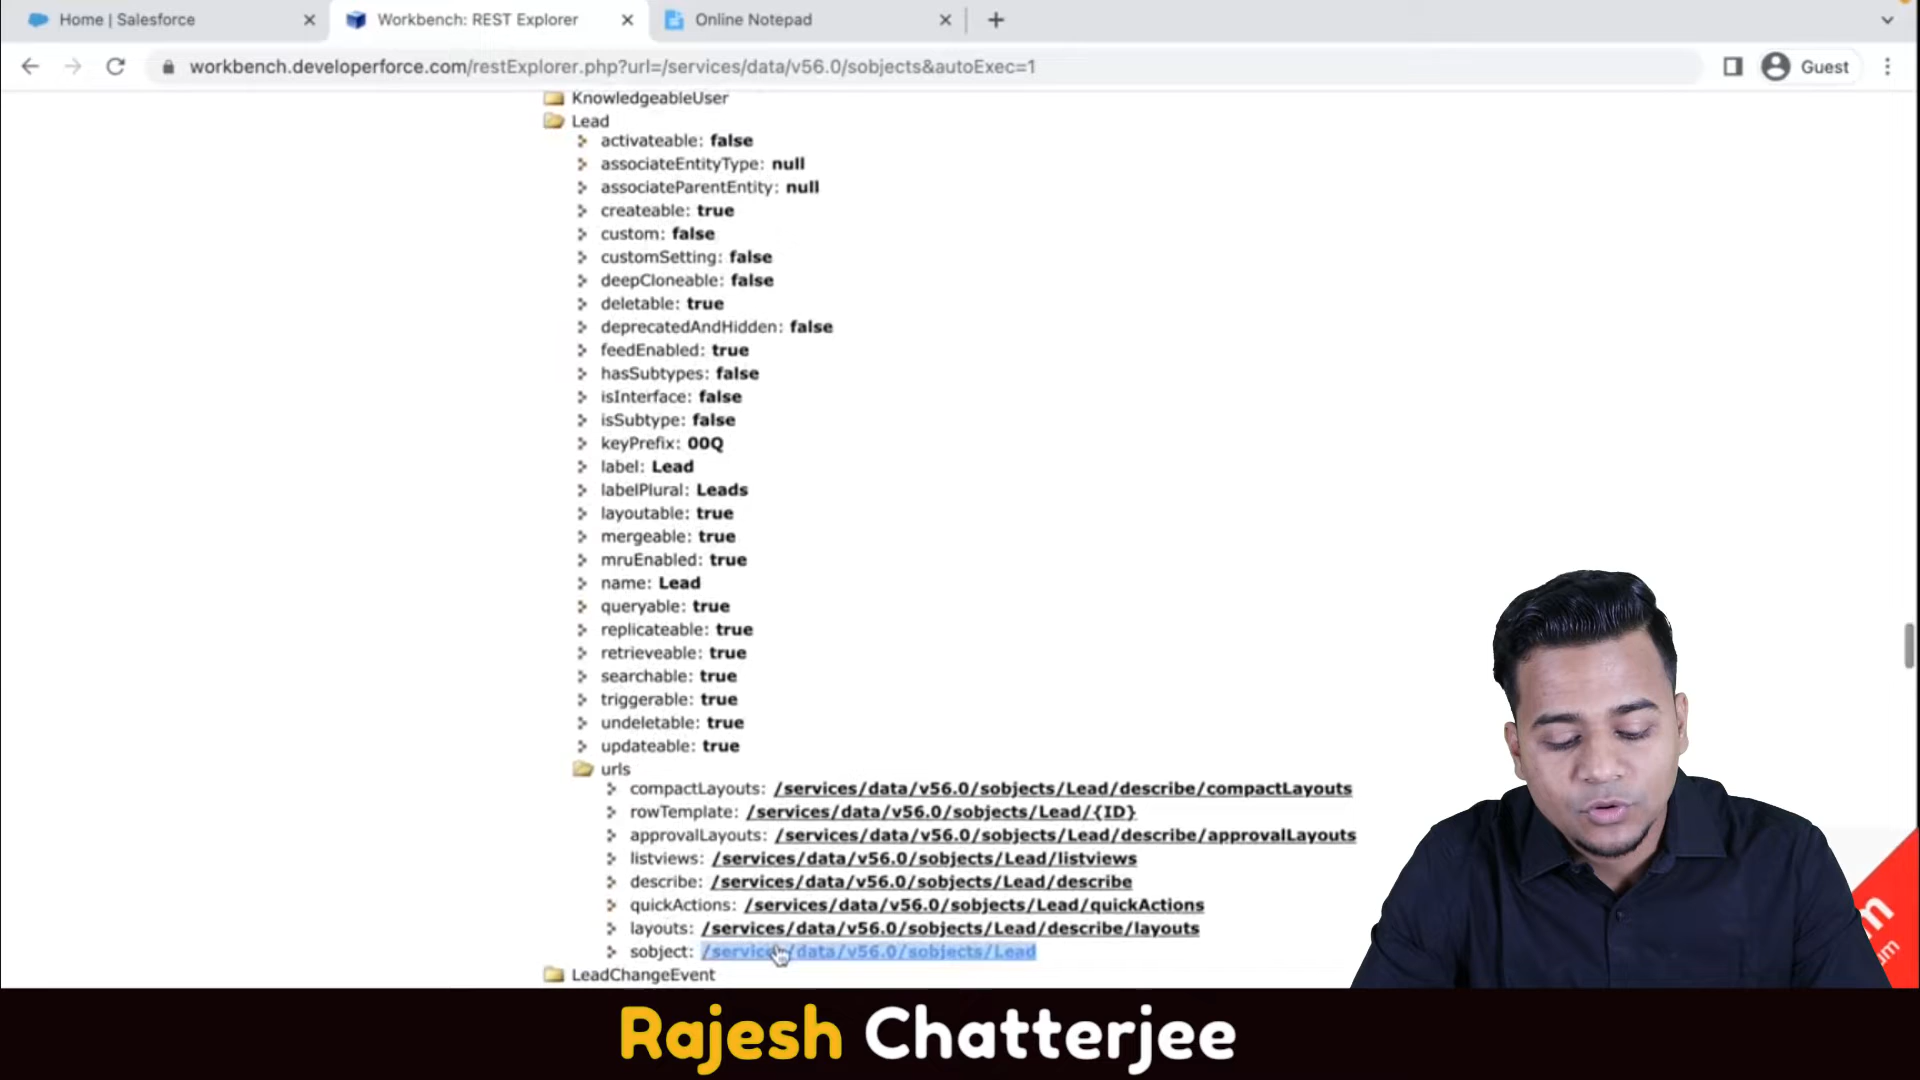 Home | Salesforce
Workbench: REST Explorer
Online Notepad
workbench.developerforce.com/restExplorer.php?url=/services/data/v56.0/sobjects&autoExec=1
Guest
KnowledgeableUser
Lead
activateable: false
associateEntityType: null
associateParentEntity: null
createable: true
custom: false
customSetting: false
deepCloneable: false
deletable: true
deprecatedAndHidden: false
feedEnabled: true
hasSubtypes: false
isInterface: false
isSubtype: false
keyPrefix: 00Q
label: Lead
labelPlural: Leads
layoutable: true
mergeable: true
mruEnabled: true
name: Lead
queryable: true
replicateable: true
retrieveable: true
searchable: true
triggerable: true
undeletable: true
updateable: true
urls
compactLayouts: /services/data/v56.0/sobjects/Lead/describe/compactLayouts
rowTemplate: /services/data/v56.0/sobjects/Lead/{ID}
approvalLayouts: /services/data/v56.0/sobjects/Lead/describe/approvalLayouts
listviews: /services/data/v56.0/sobjects/Lead/listviews
describe: /services/data/v56.0/sobjects/Lead/describe
quickActions: /services/data/v56.0/sobjects/Lead/quickActions
layouts: /services/data/v56.0/sobjects/Lead/describe/layouts
sobject: /services/data/v56.0/sobjects/Lead
LeadChangeEvent
Rajesh Chatterjee